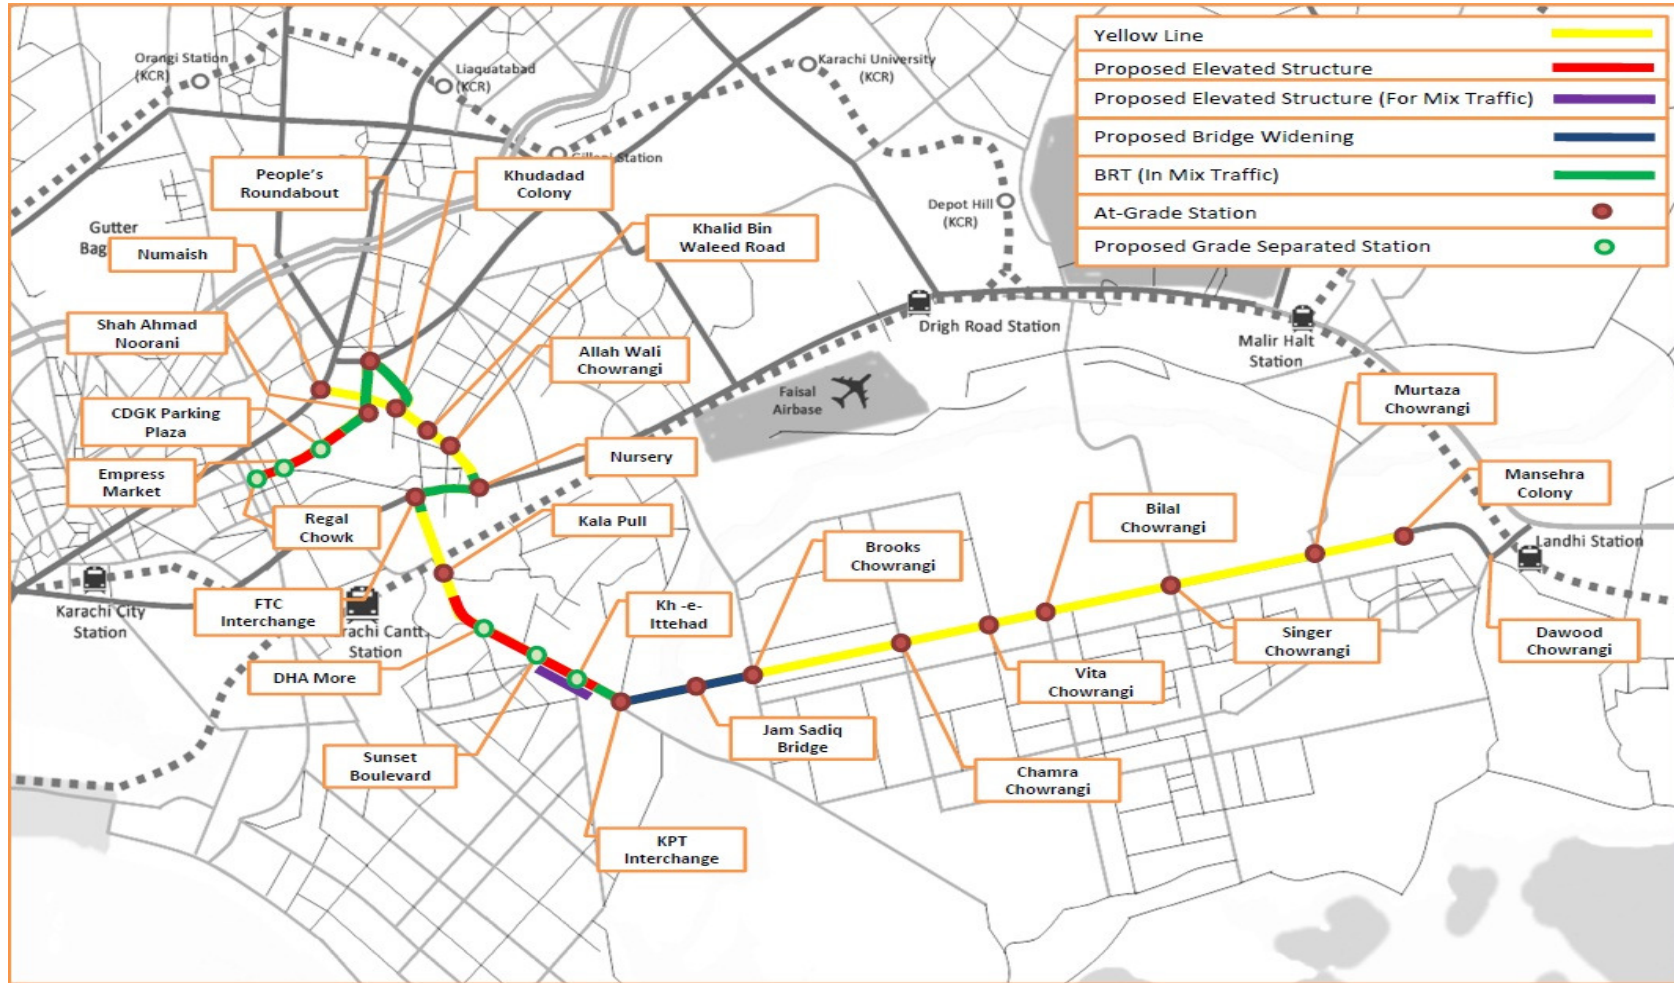 Yellow Line
Proposed Elevated Structure
Proposed Elevated Structure (For Mix Traffic)
Proposed Bridge Widening
BRT (In Mix Traffic)
At-Grade Station
Proposed Grade Separated Station
Orangi Station
(KCR)
Liaquatabad
(KCR)
Karachi University
(KCR)
Station
Depot Hill
(KCR)
People's
Roundabout
Khudadad
Colony
Khalid Bin
Waleed Road
Gutter
Numaish
Shah Ahmad
Noorani
Allah Wali
Chowrangi
Drigh Road Station
Malir Halt
Station
Faisal
Airbase
Murtaza
Chowrangi
CDGK Parking
Plaza
Nursery
Empress
Market
Mansehra
Colony
Regal
Chowk
Kala Pull
Bilal
Chowrangi
Brooks
Chowrangi
Landhi Station
Karachi City
Station
FTC
Interchange
Kh -e-
Ittehad
rachi Cantt.
Station
DHA More
Singer
Chowrangi
Dawood
Chowrangi
Vita
Chowrangi
Jam Sadiq
Bridge
Sunset
Boulevard
Chamra
Chowrangi
KPT
Interchange